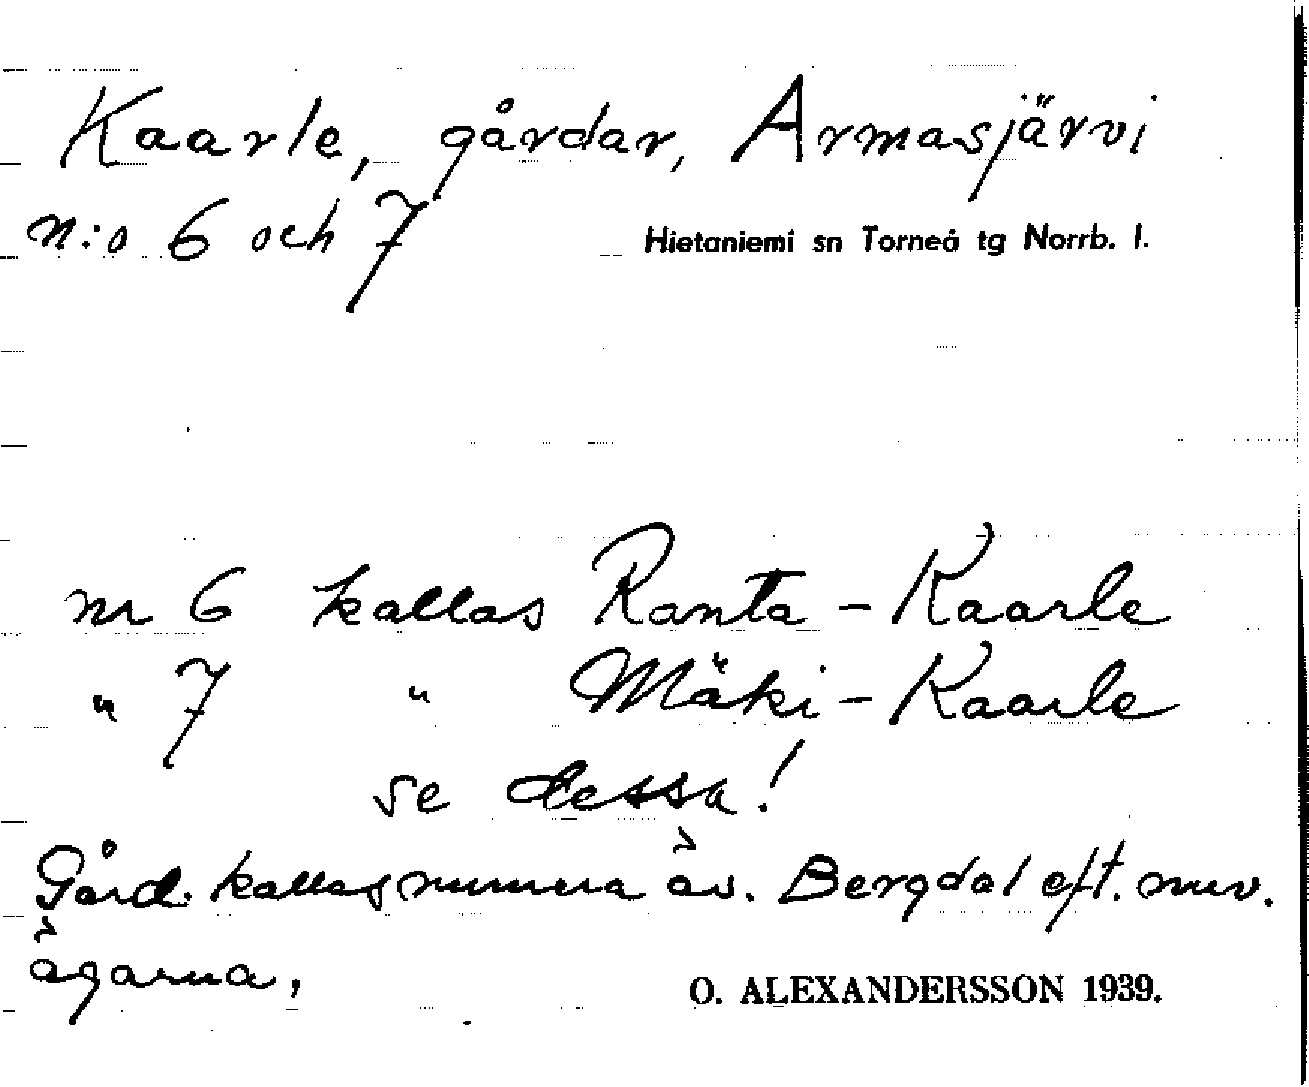 Kaarle, gårdar, Armasjärvi
n:o 6 och 7
Hietaniemi sn Torneå tg Norrb. l.
nr 6 kallas Ranta-Kaarle
" 7 " Mäki-Kaarle
se dessa!
Gård. kallas numera äv. Bergdal eft. nuv.
ägarna,
O. ALEXANDERSSON 1939.